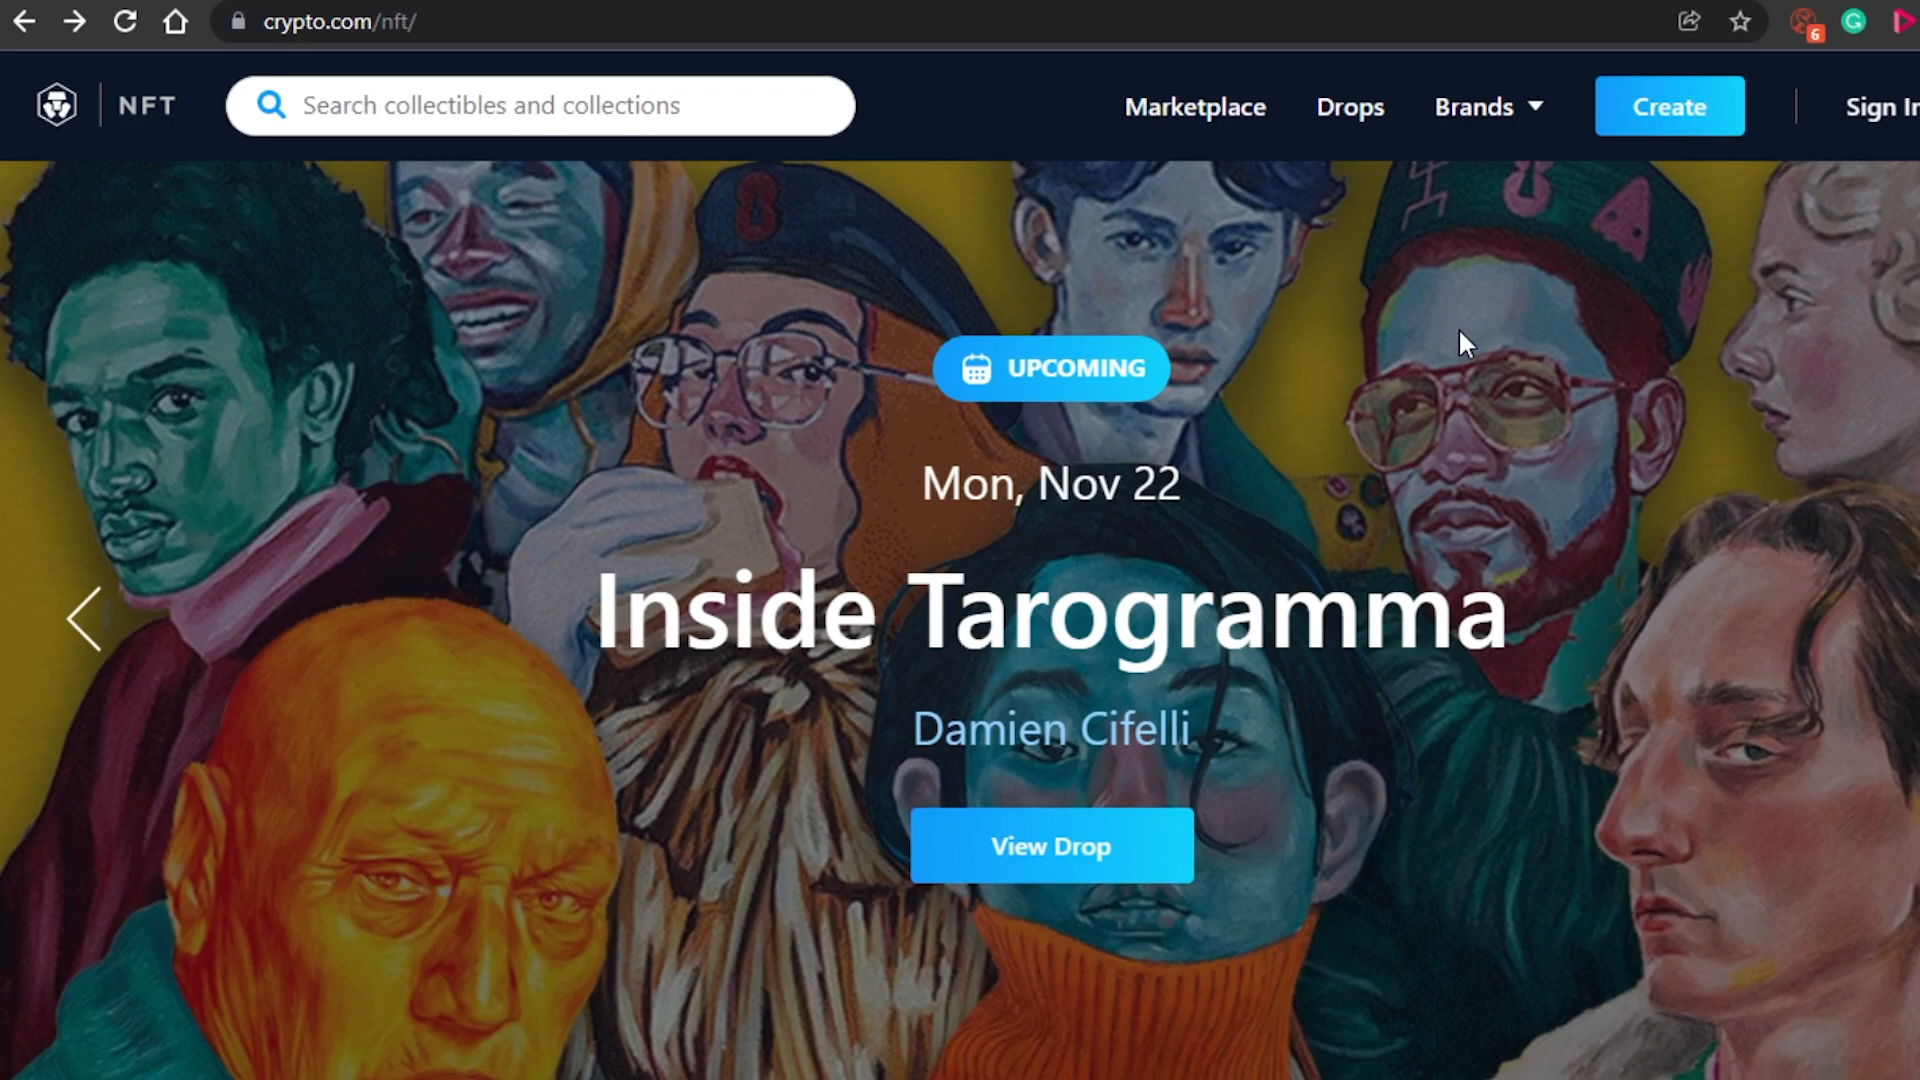 crypto.com/nft/
6
NFT
Search collectibles and collections
Marketplace
Drops
Brands
Create
Sign In
UPCOMING
Mon, Nov 22
Inside Tarogramma
Damien Cifelli
View Drop